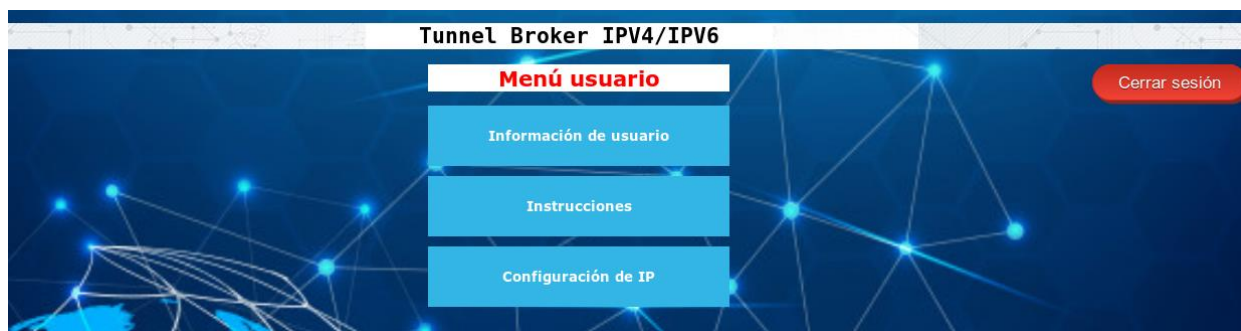 Tunnel Broker IPV4/IPV6
Menú usuario
Cerrar sesión
Información de usuario
Instrucciones
Configuración de IP